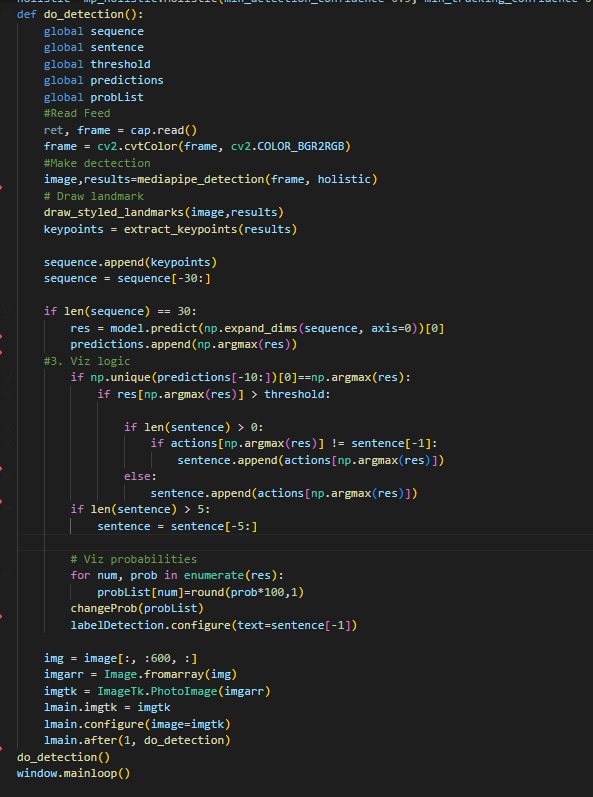 holistic = mp_holistic.Holistic(min_detection_confidence=0.5, min_tracking_confidence=0
def do_detection():
    global sequence
    global sentence
    global threshold
    global predictions
    global probList
    #Read Feed
    ret, frame = cap.read()
    frame = cv2.cvtColor(frame, cv2.COLOR_BGR2RGB)
    #Make dectection
    image,results=mediapipe_detection(frame, holistic)
    # Draw landmark
    draw_styled_landmarks(image,results)
    keypoints = extract_keypoints(results)

    sequence.append(keypoints)
    sequence = sequence[-30:]

    if len(sequence) == 30:
        res = model.predict(np.expand_dims(sequence, axis=0))[0]
        predictions.append(np.argmax(res))
    #3. Viz logic
        if np.unique(predictions[-10:])[0]==np.argmax(res):
            if res[np.argmax(res)] > threshold:

                if len(sentence) > 0:
                    if actions[np.argmax(res)] != sentence[-1]:
                        sentence.append(actions[np.argmax(res)])
                else:
                    sentence.append(actions[np.argmax(res)])
        if len(sentence) > 5:
            sentence = sentence[-5:]

        # Viz probabilities
        for num, prob in enumerate(res):
            probList[num]=round(prob*100,1)
        changeProb(probList)
        labelDetection.configure(text=sentence[-1])

    img = image[:, :600, :]
    imgarr = Image.fromarray(img)
    imgtk = ImageTk.PhotoImage(imgarr)
    lmain.imgtk = imgtk
    lmain.configure(image=imgtk)
    lmain.after(1, do_detection)
do_detection()
window.mainloop()